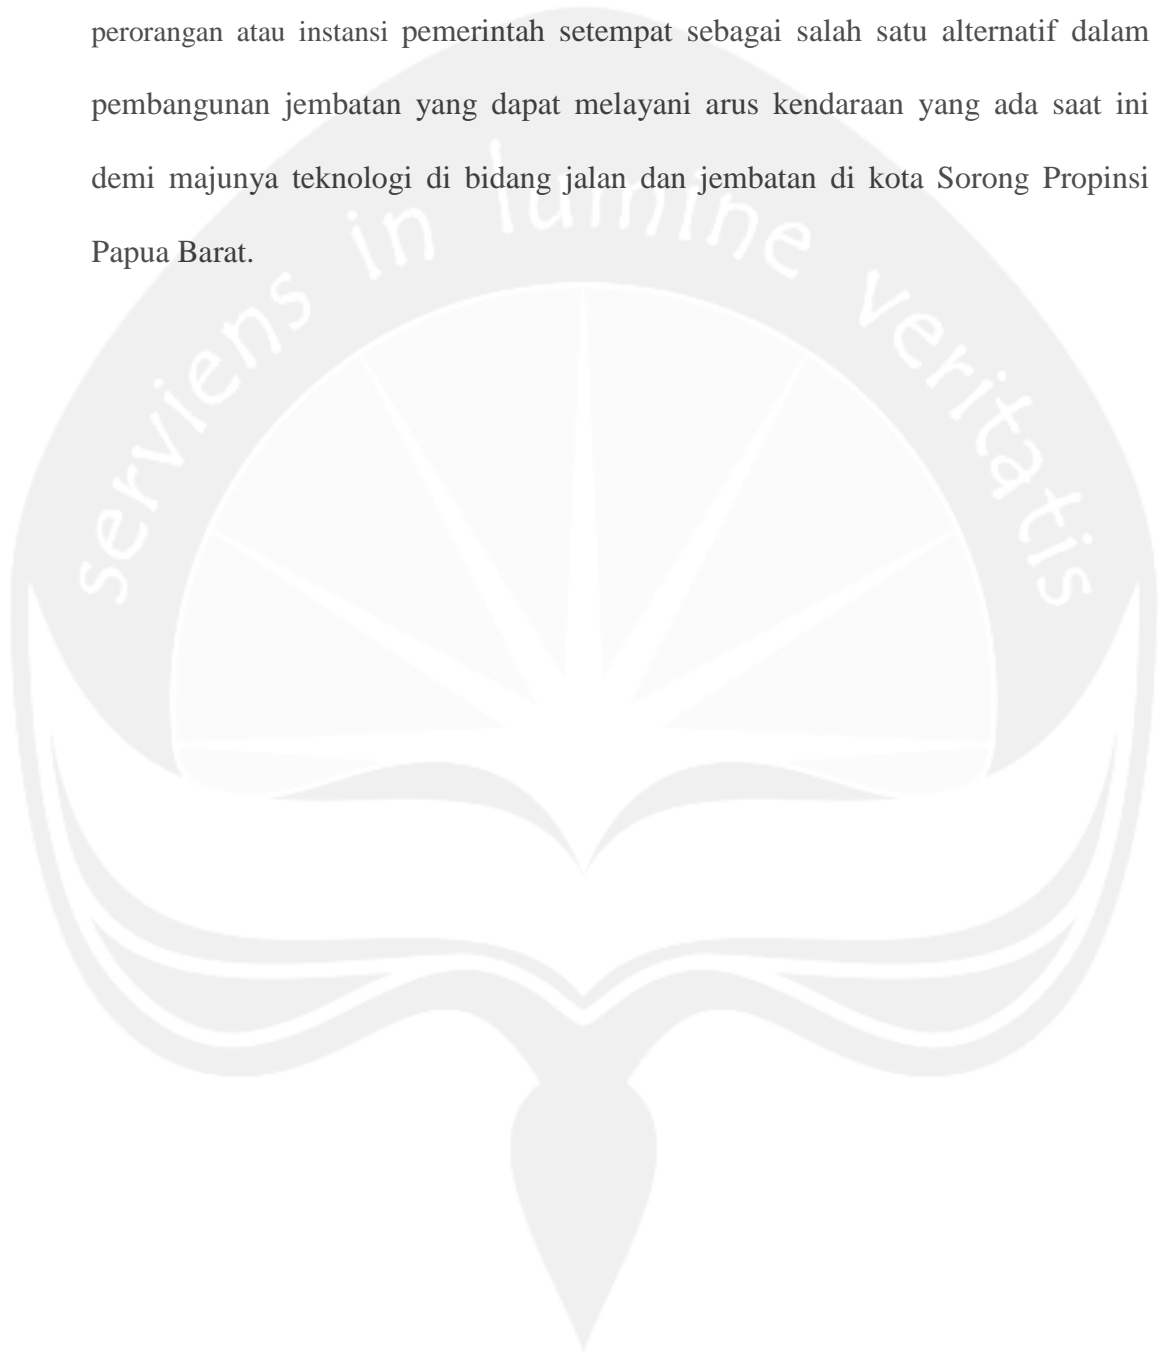 perorangan atau instansi pemerintah setempat sebagai salah satu alternatif dalam
pembangunan jembatan yang dapat melayani arus kendaraan yang ada saat ini
demi majunya teknologi di bidang jalan dan jembatan di kota Sorong Propinsi
Papua Barat.
serviens in lumine veritatis